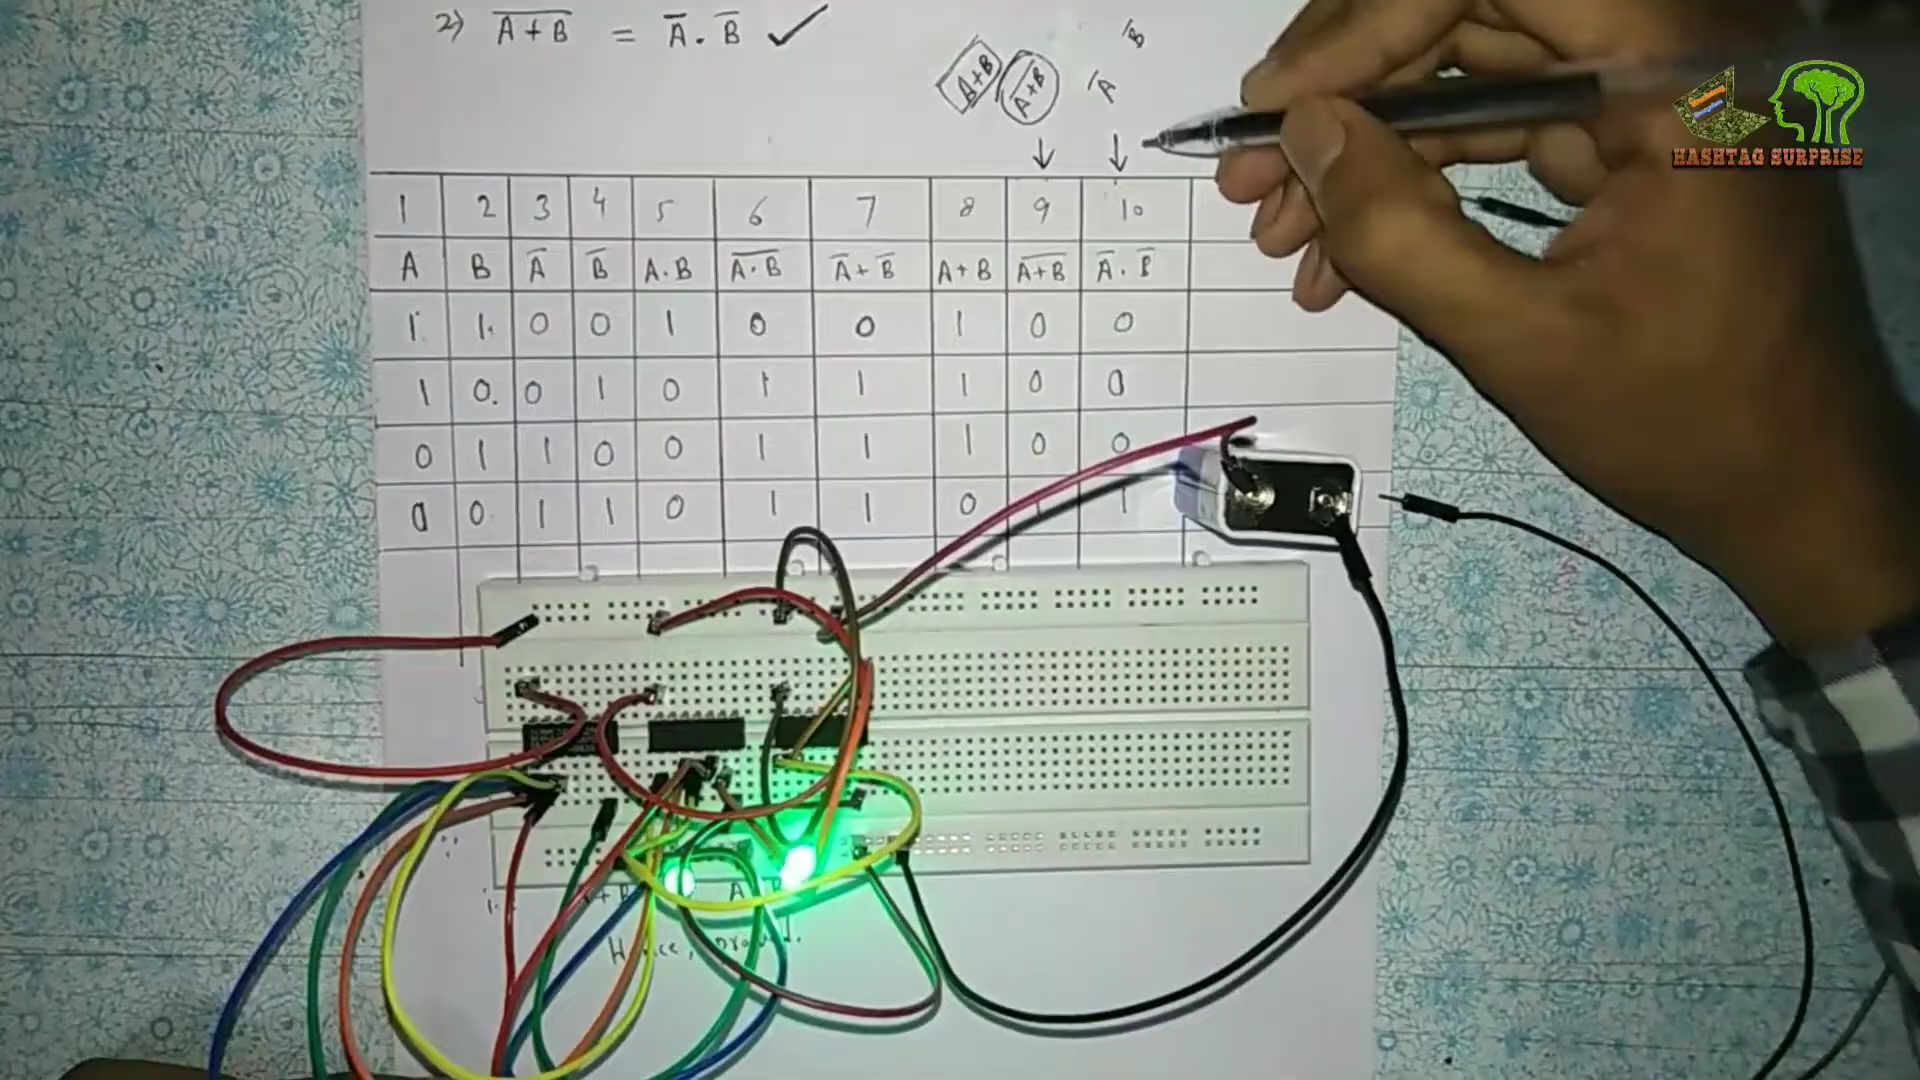 2) A̅+̅B̅ = A̅ . B̅ ✓
A+B A̅+̅B̅ A̅ B̅
HASHTAG SURPRISE
↓ ↓
1 2 3 4 5 6 7 8 9 10
A B A̅ B̅ A.B A̅.̅B̅ A̅ + B̅ A+B A̅+̅B̅ A̅ . B̅
1 1 0 0 1 0 0 1 0 0
1 0 0 1 0 1 1 1 0 0
0 1 1 0 0 1 1 1 0 0
0 0 1 1 0 1 1 0 1 1